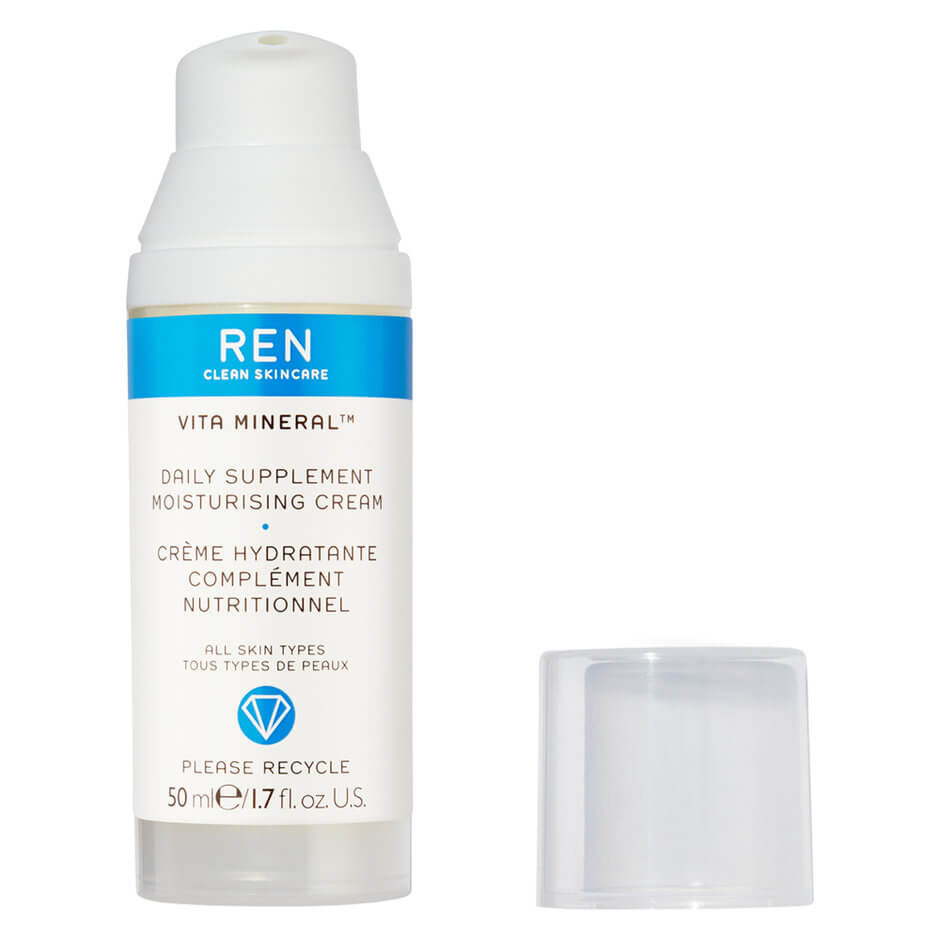 REN
CLEAN SKINCARE
VITA MINERAL™
DAILY SUPPLEMENT
MOISTURISING CREAM
•
CRÈME HYDRATANTE
COMPLÉMENT
NUTRITIONNEL
ALL SKIN TYPES
TOUS TYPES DE PEAUX
PLEASE RECYCLE
50 ml℮/1.7 fl. oz. U.S.